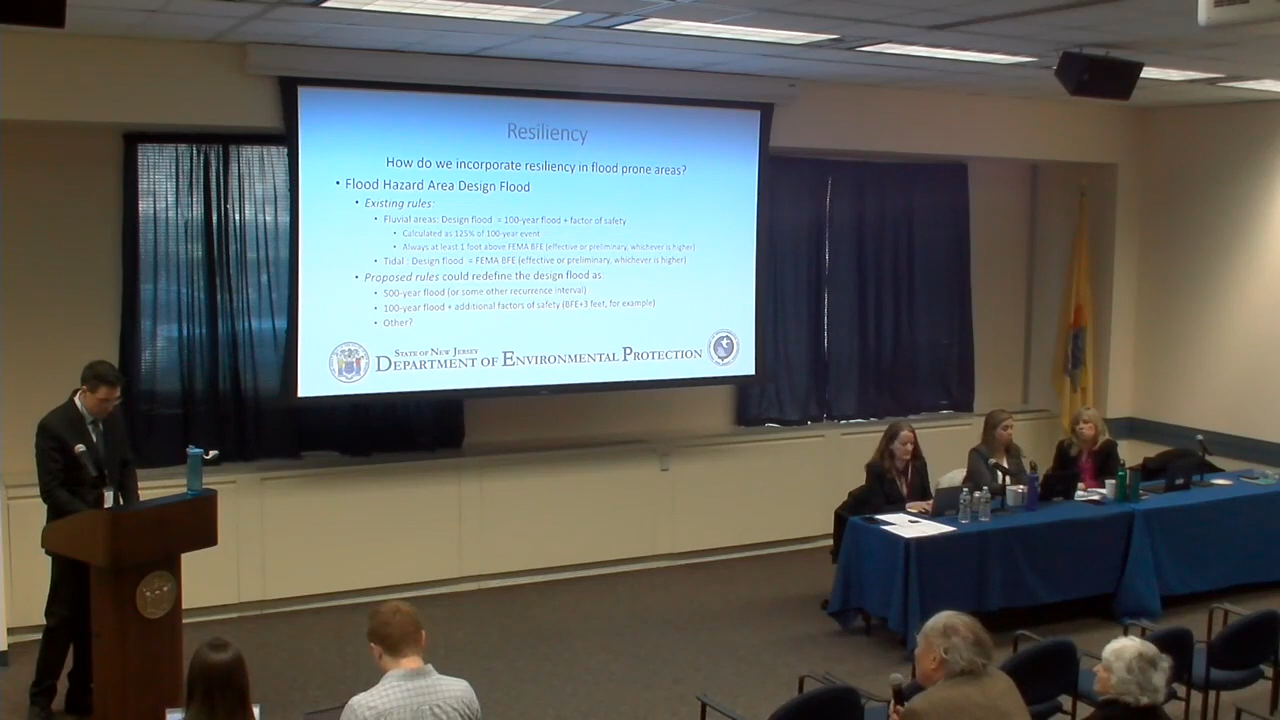 Resiliency
How do we incorporate resiliency in flood prone areas?
• Flood Hazard Area Design Flood
• Existing rules:
• Fluvial areas: Design flood = 100-year flood + factor of safety
• Calculated as 125% of 100-year event
• Always at least 1 foot above FEMA BFE (effective or preliminary, whichever is higher)
• Tidal : Design flood = FEMA BFE (effective or preliminary, whichever is higher)
• Proposed rules could redefine the design flood as:
• 500-year flood (or some other recurrence interval)
• 100-year flood + additional factors of safety (BFE+3 feet, for example)
• Other?
STATE OF NEW JERSEY
DEPARTMENT OF ENVIRONMENTAL PROTECTION